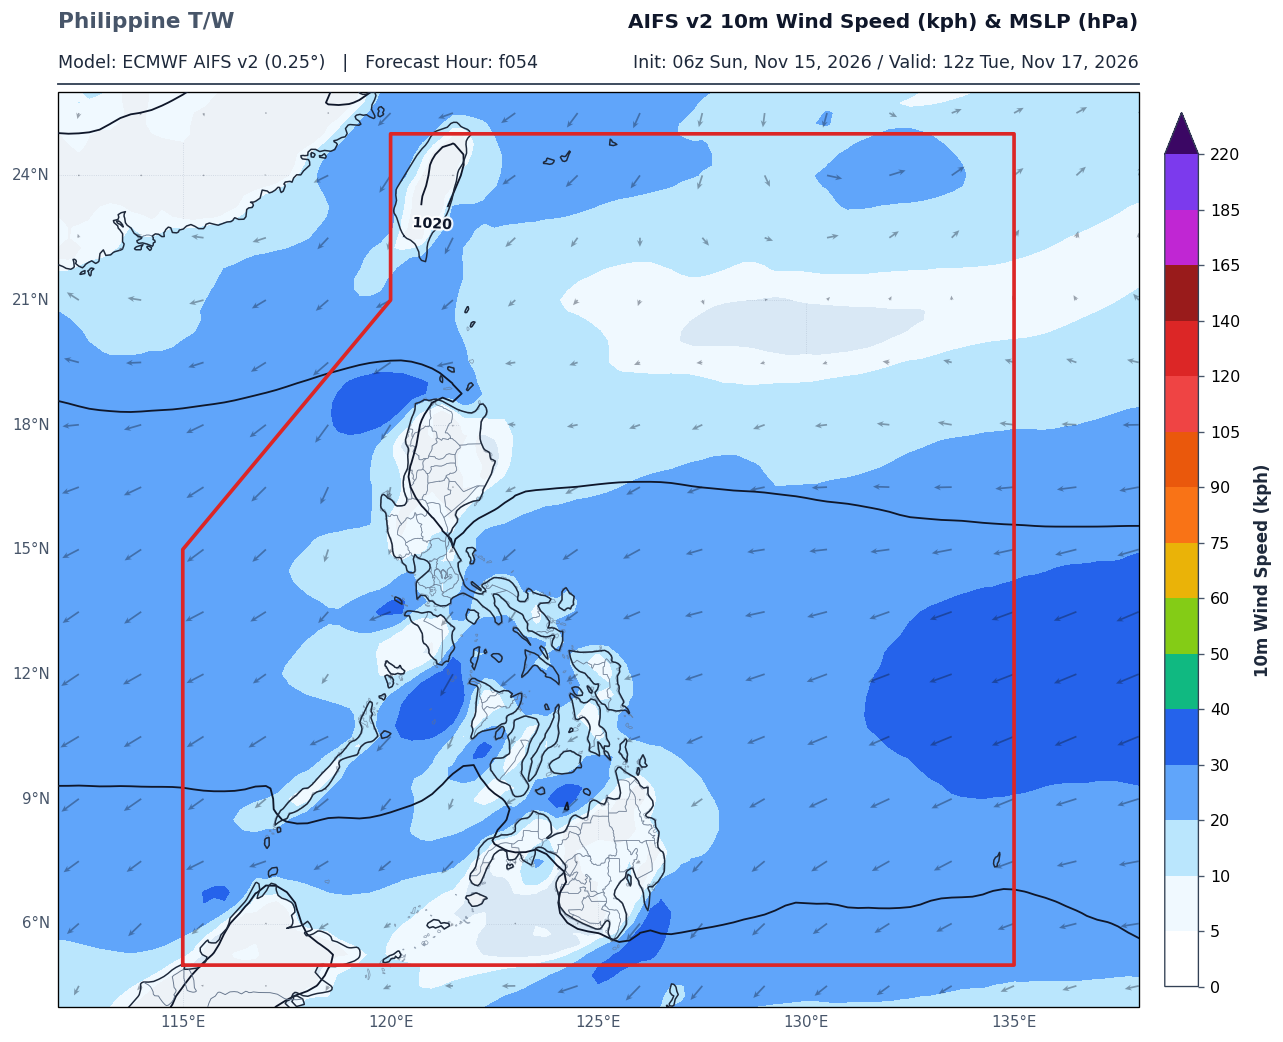 Philippine T/W
AIFS v2 10m Wind Speed (kph) & MSLP (hPa)
Model: ECMWF AIFS v2 (0.25°) | Forecast Hour: f054
Init: 06z Sun, Nov 15, 2026 / Valid: 12z Tue, Nov 17, 2026
24°N
21°N
18°N
15°N
12°N
9°N
6°N
1020
115°E
120°E
125°E
130°E
135°E
220
185
165
140
120
105
90
75
60
50
40
30
20
10
5
0
10m Wind Speed (kph)